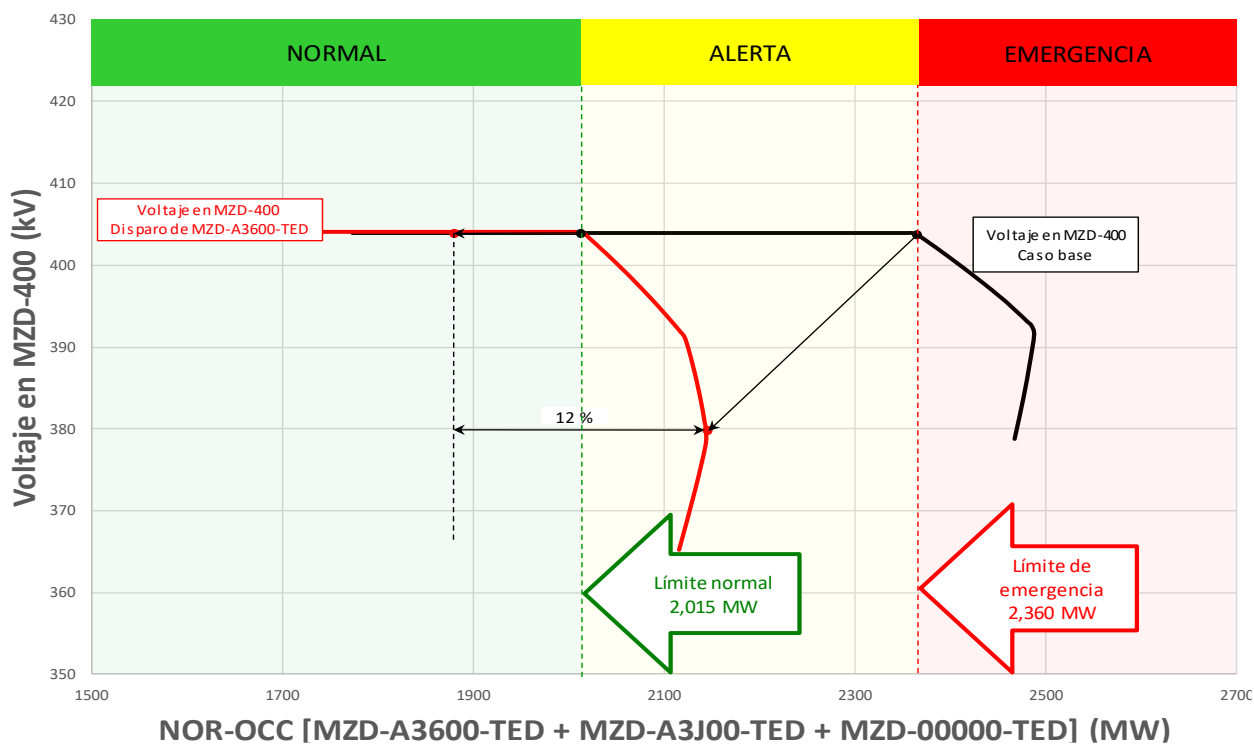 NORMAL
ALERTA
EMERGENCIA
430
420
410
400
390
380
370
360
350
Voltaje en MZD-400 (kV)
Voltaje en MZD-400
Disparo de MZD-A3600-TED
Voltaje en MZD-400
Caso base
12 %
Límite normal
2,015 MW
Límite de
emergencia
2,360 MW
1500
1700
1900
2100
2300
2500
2700
NOR-OCC [MZD-A3600-TED + MZD-A3J00-TED + MZD-00000-TED] (MW)